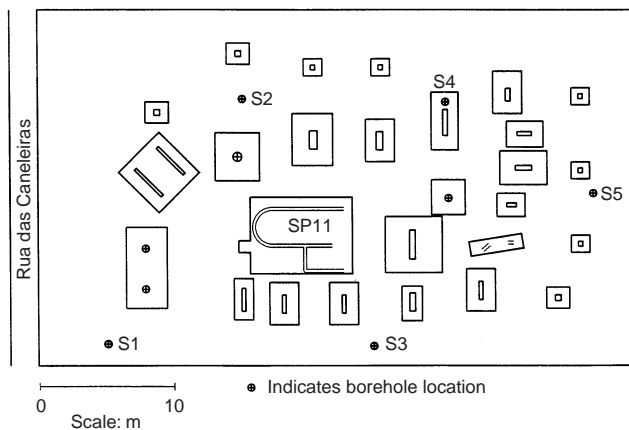 Rua das Caneleiras
S2
S4
S5
SP11
S1
S3
Indicates borehole location
0 10
Scale: m